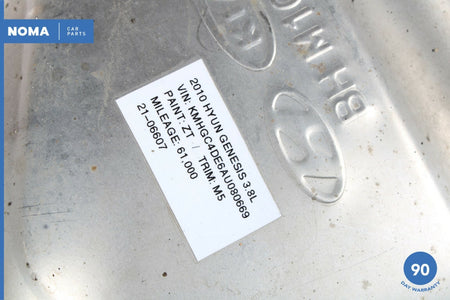 NOMA
CAR
PARTS
2010 HYUN GENESIS 3.8L
VIN: KMHGC4DE6AU080669
PAINT: ZT / TRIM: M5
MILEAGE: 61,000
21-06607
90
DAY WARRANTY